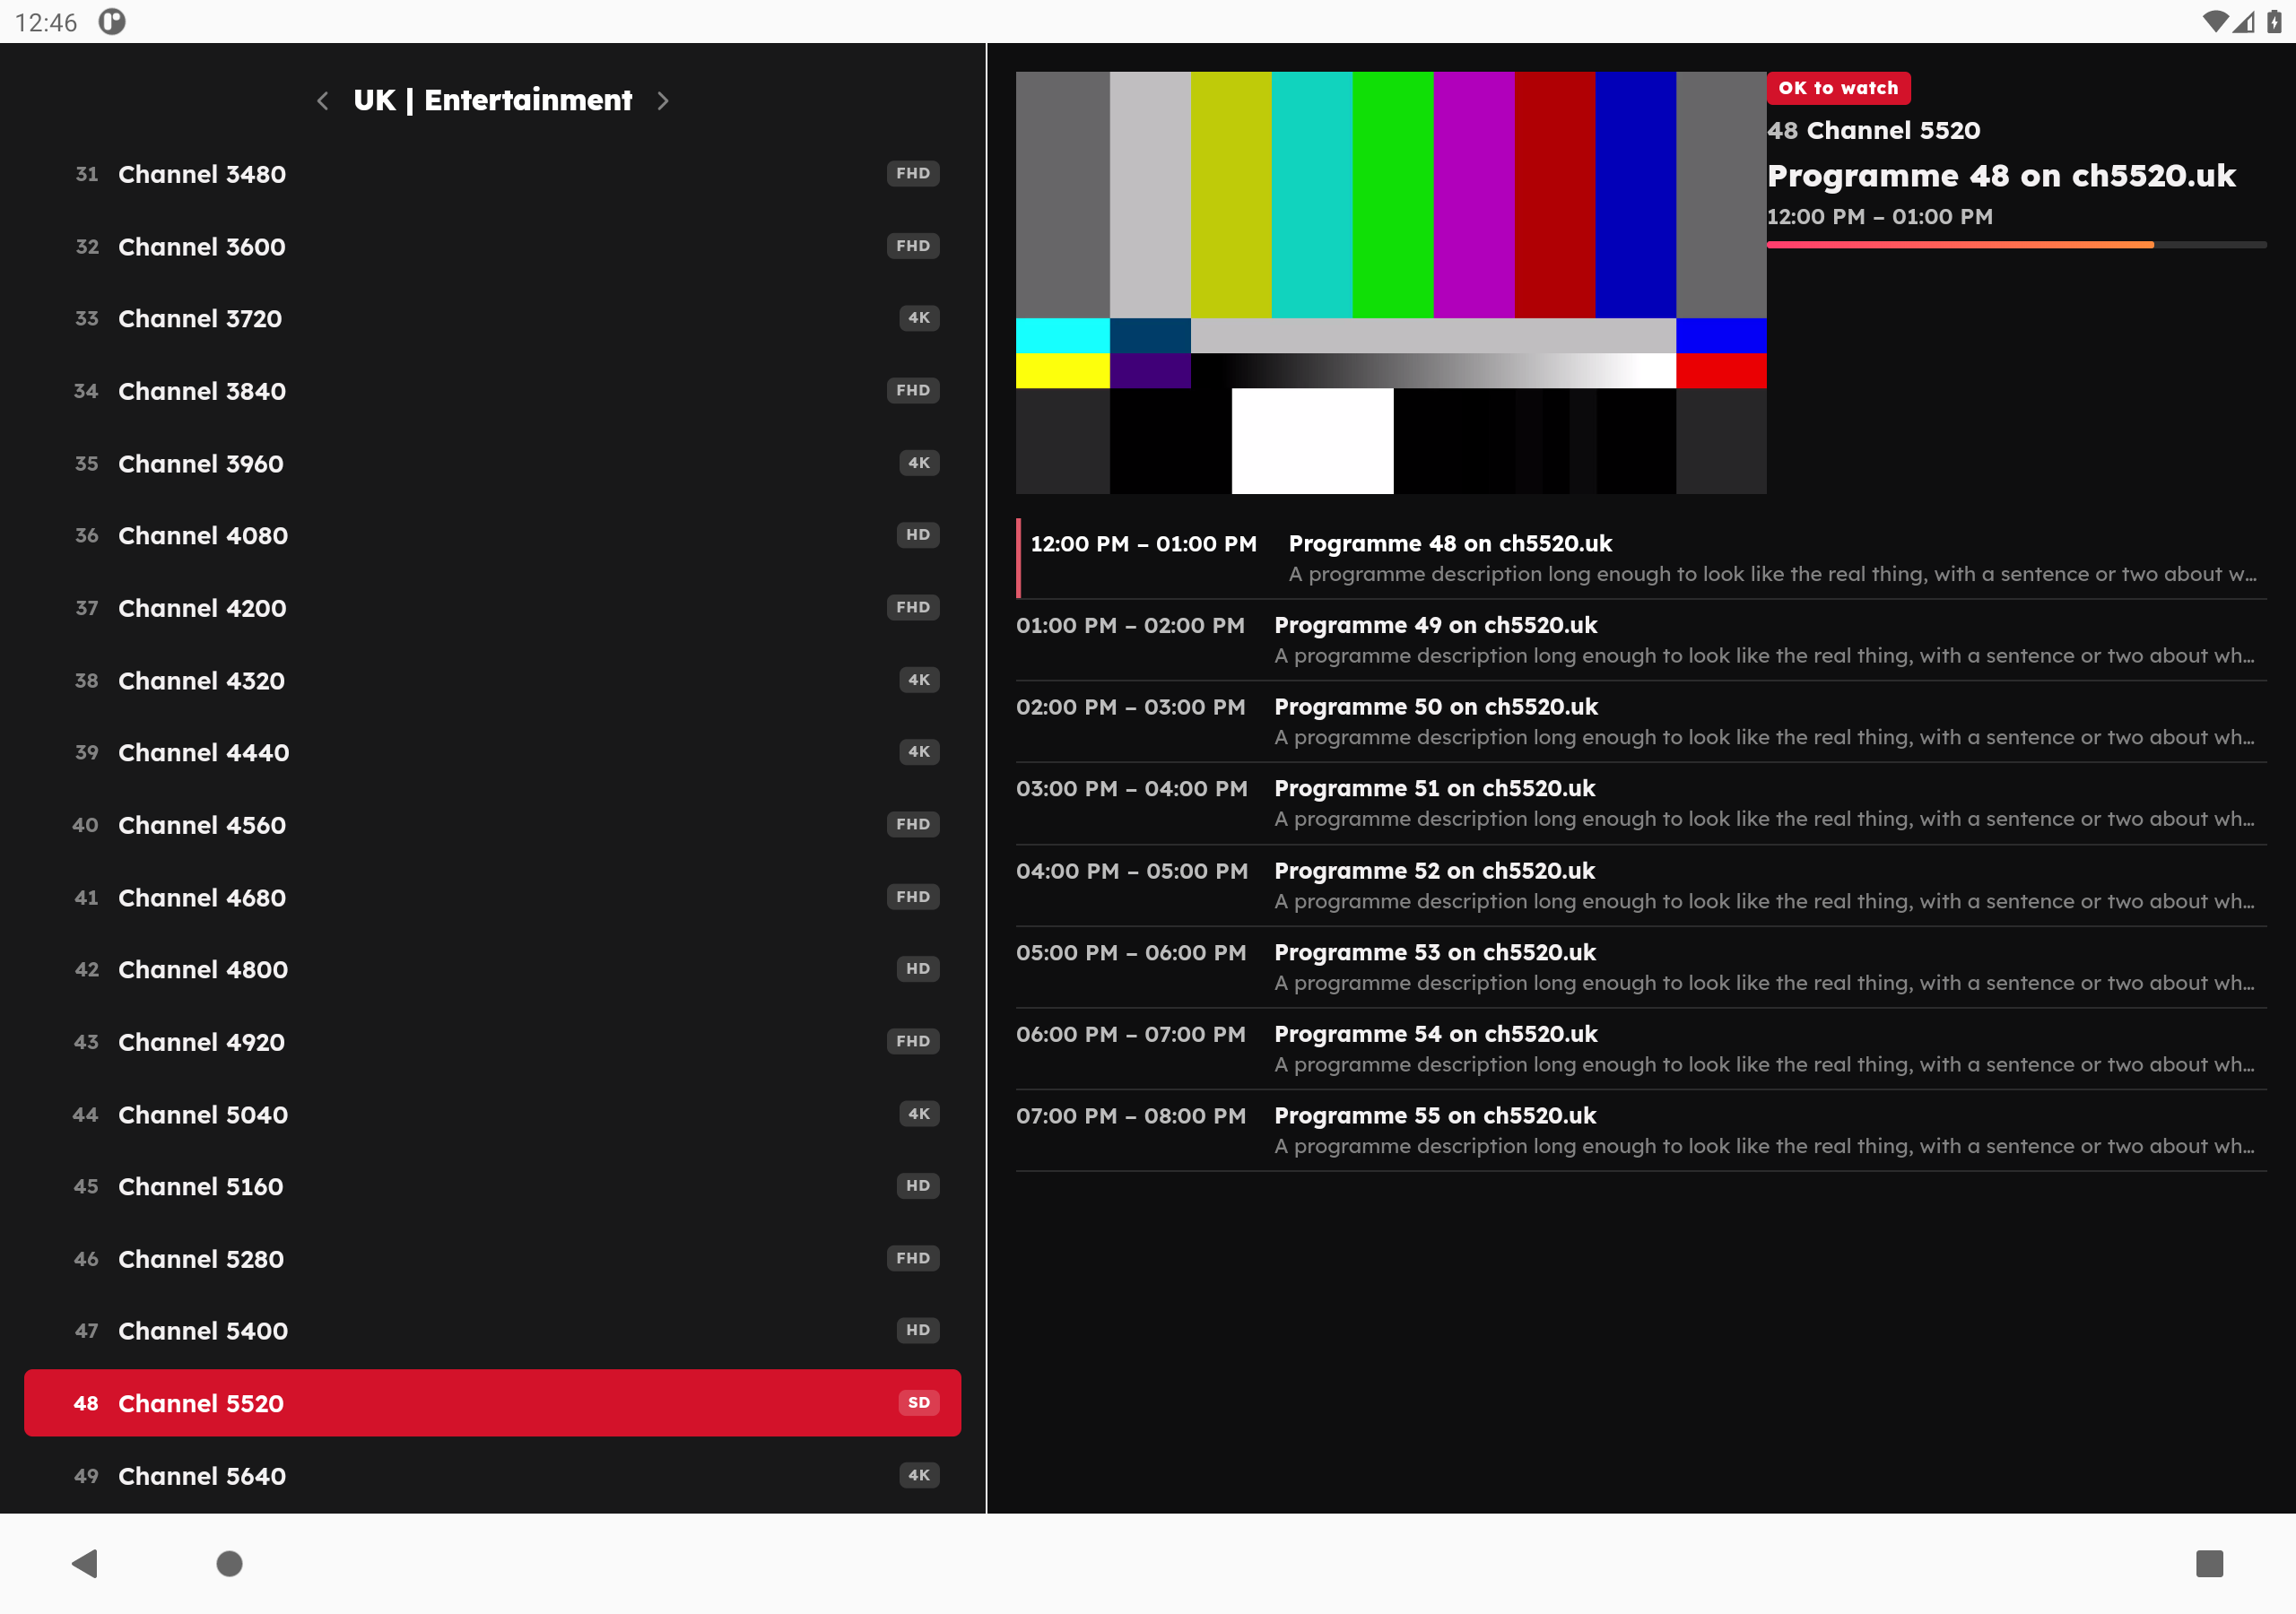 12:46
UK | Entertainment
31 Channel 3480 FHD
32 Channel 3600 FHD
33 Channel 3720 4K
34 Channel 3840 FHD
35 Channel 3960 4K
36 Channel 4080 HD
37 Channel 4200 FHD
38 Channel 4320 4K
39 Channel 4440 4K
40 Channel 4560 FHD
41 Channel 4680 FHD
42 Channel 4800 HD
43 Channel 4920 FHD
44 Channel 5040 4K
45 Channel 5160 HD
46 Channel 5280 FHD
47 Channel 5400 HD
48 Channel 5520 SD
49 Channel 5640 4K
OK to watch
48 Channel 5520
Programme 48 on ch5520.uk
12:00 PM – 01:00 PM
12:00 PM – 01:00 PM Programme 48 on ch5520.uk
A programme description long enough to look like the real thing, with a sentence or two about w...
01:00 PM – 02:00 PM Programme 49 on ch5520.uk
A programme description long enough to look like the real thing, with a sentence or two about wh...
02:00 PM – 03:00 PM Programme 50 on ch5520.uk
A programme description long enough to look like the real thing, with a sentence or two about wh...
03:00 PM – 04:00 PM Programme 51 on ch5520.uk
A programme description long enough to look like the real thing, with a sentence or two about wh...
04:00 PM – 05:00 PM Programme 52 on ch5520.uk
A programme description long enough to look like the real thing, with a sentence or two about wh...
05:00 PM – 06:00 PM Programme 53 on ch5520.uk
A programme description long enough to look like the real thing, with a sentence or two about wh...
06:00 PM – 07:00 PM Programme 54 on ch5520.uk
A programme description long enough to look like the real thing, with a sentence or two about wh...
07:00 PM – 08:00 PM Programme 55 on ch5520.uk
A programme description long enough to look like the real thing, with a sentence or two about wh...